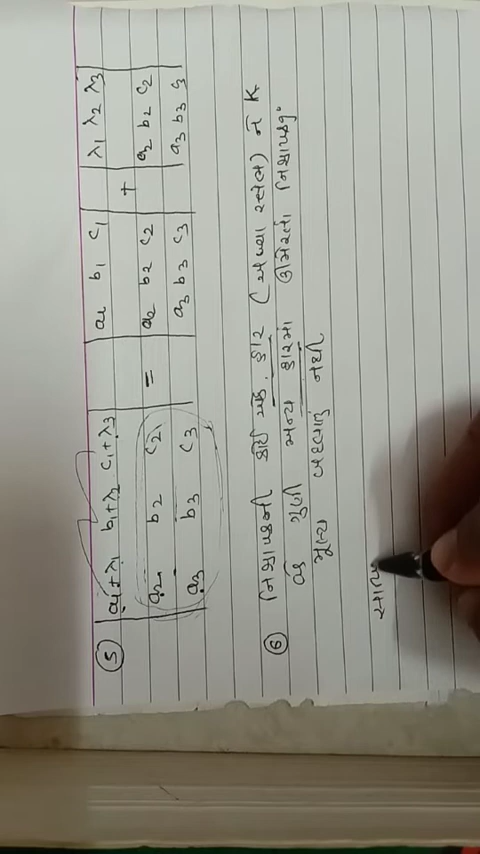 ⑤ |a₁+λ₁ b₁+λ₂ c₁+λ₃| |a₁ b₁ c₁| |λ₁ λ₂ λ₃|
|a₂ b₂ c₂| = |a₂ b₂ c₂| + |a₂ b₂ c₂|
|a₃ b₃ c₃| |a₃ b₃ c₃| |a₃ b₃ c₃|
⑥ નિશ્ચાયકની કોઈ એક હાર (અથવા સ્તંભ) ને K
વડે ગુણી અન્ય હારમાં ઉમેરતાં નિશ્ચાયકનું
મૂલ્ય બદલાતું નથી